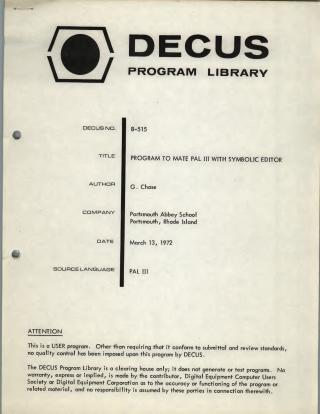 DECUS
PROGRAM LIBRARY
DECUS NO. 8-515
TITLE PROGRAM TO MATE PAL III WITH SYMBOLIC EDITOR
AUTHOR G. Chase
COMPANY Portsmouth Abbey School
Portsmouth, Rhode Island
DATE March 13, 1972
SOURCE LANGUAGE PAL III
ATTENTION
This is a USER program. Other than requiring that it conform to submittal and review standards,
no quality control has been imposed upon this program by DECUS.
The DECUS Program Library is a clearing house only; it does not generate or test programs. No
warranty, express or implied, is made by the contributor, Digital Equipment Computer Users
Society or Digital Equipment Corporation as to the accuracy or functioning of the program or
related material, and no responsibility is assumed by these parties in connection therewith.